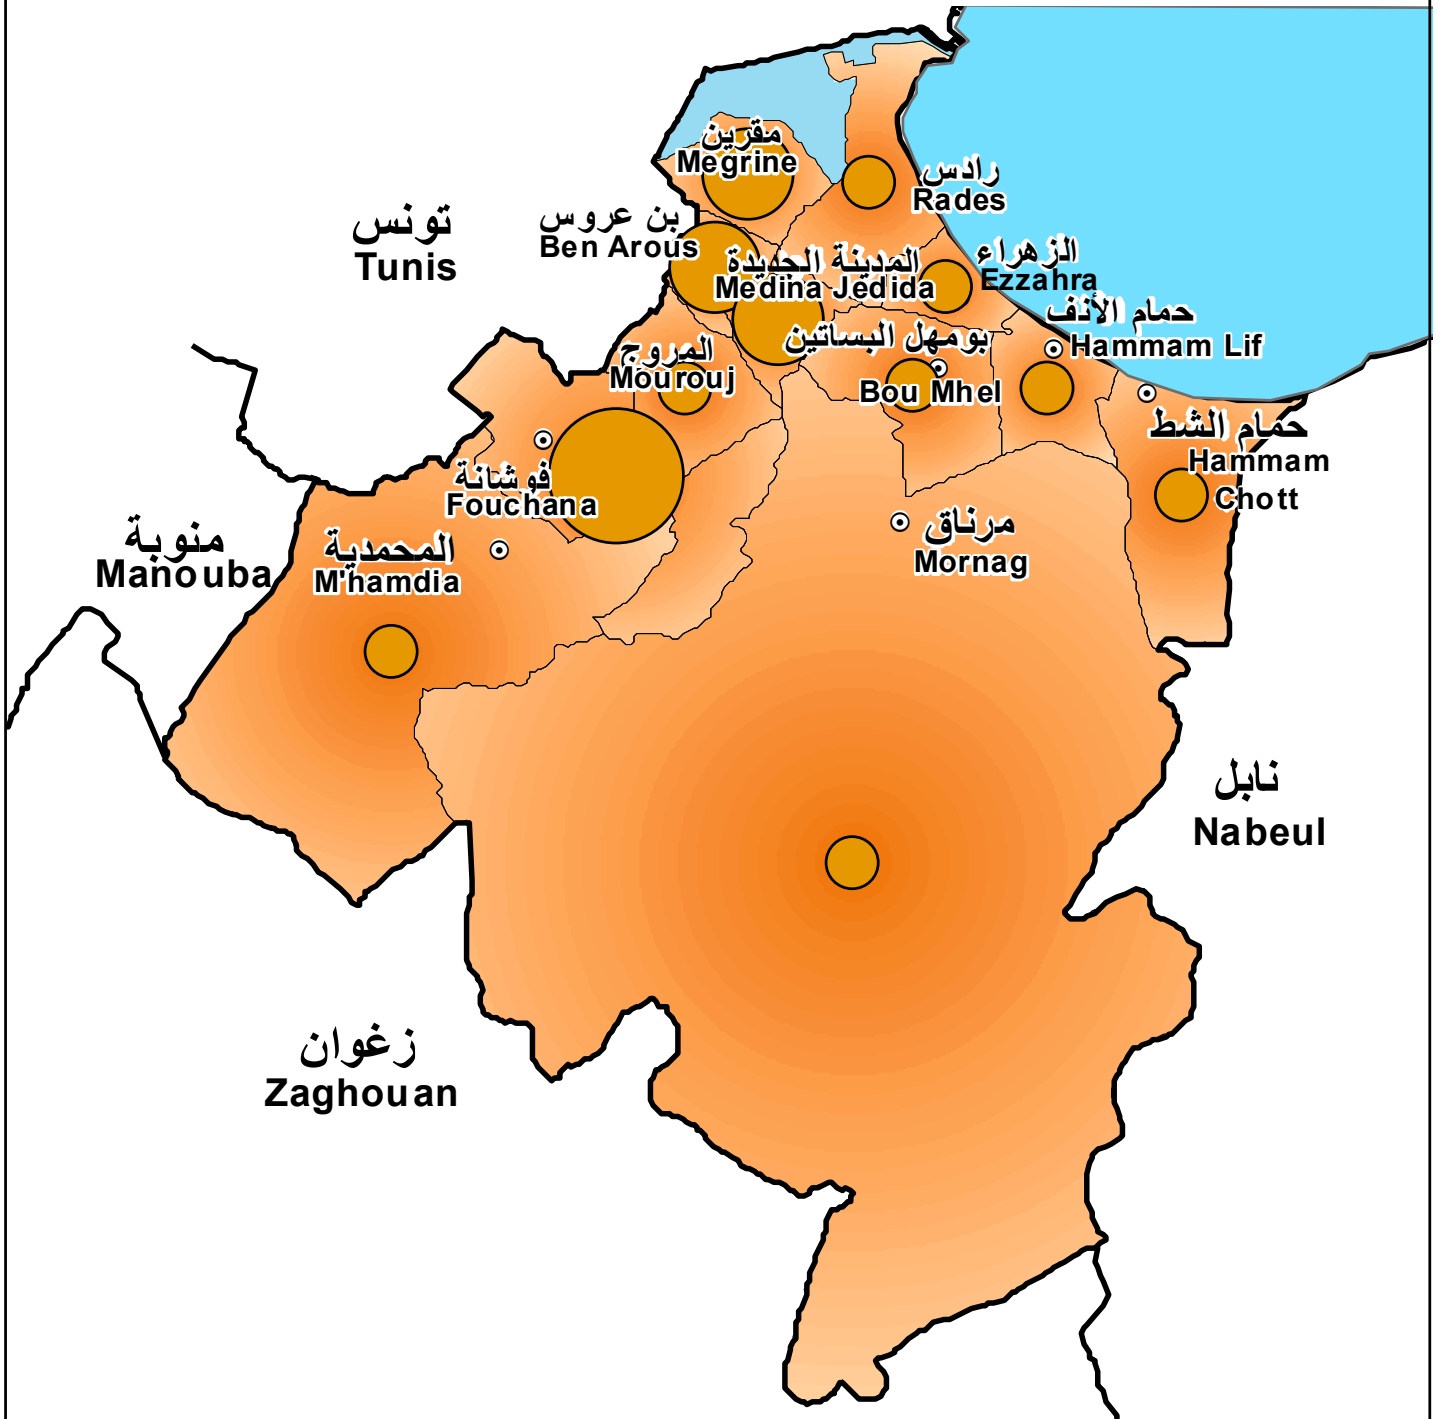 مقرين
Megrine
رادس
Rades
تونس
Tunis
بن عروس
Ben Arous
المدينة الجديدة
Medina Jedida
الزهراء
Ezzahra
حمام الأنف
Hammam Lif
بومهل البساتين
Bou Mhel
المروج
Mourouj
حمام الشط
Hammam
Chott
فوشانة
Fouchana
مرناق
Mornag
منوبة
Manouba
المحمدية
M'hamdia
نابل
Nabeul
زغوان
Zaghouan